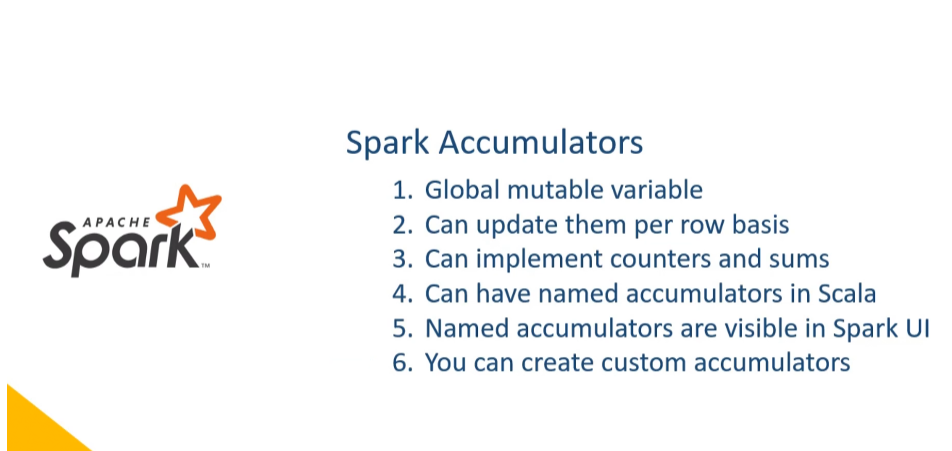 Spark Accumulators
1. Global mutable variable
2. Can update them per row basis
3. Can implement counters and sums
4. Can have named accumulators in Scala
5. Named accumulators are visible in Spark UI
6. You can create custom accumulators
APACHE
Spark™